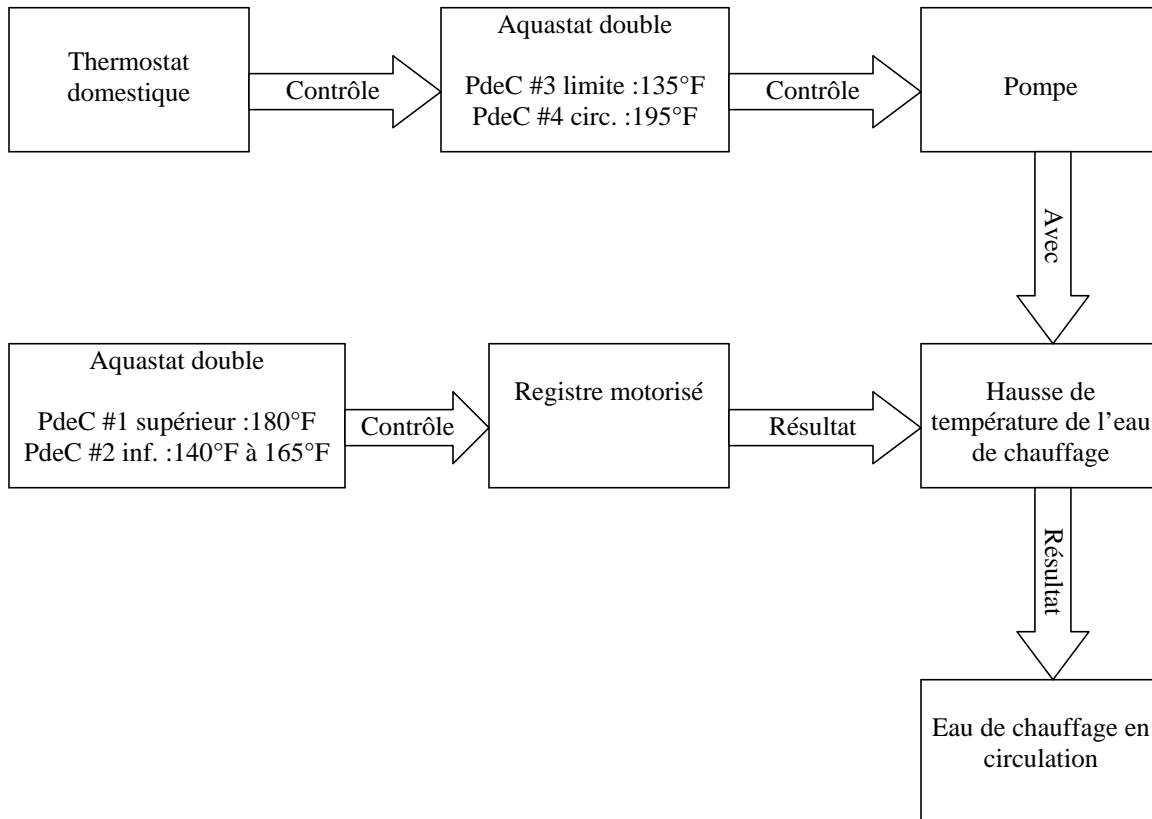 Thermostat
domestique
Contrôle
Aquastat double
PdeC #3 limite :135°F
PdeC #4 circ. :195°F
Contrôle
Pompe
Avec
Aquastat double
PdeC #1 supérieur :180°F
PdeC #2 inf. :140°F à 165°F
Contrôle
Registre motorisé
Résultat
Hausse de
température de l’eau
de chauffage
Résultat
Eau de chauffage en
circulation